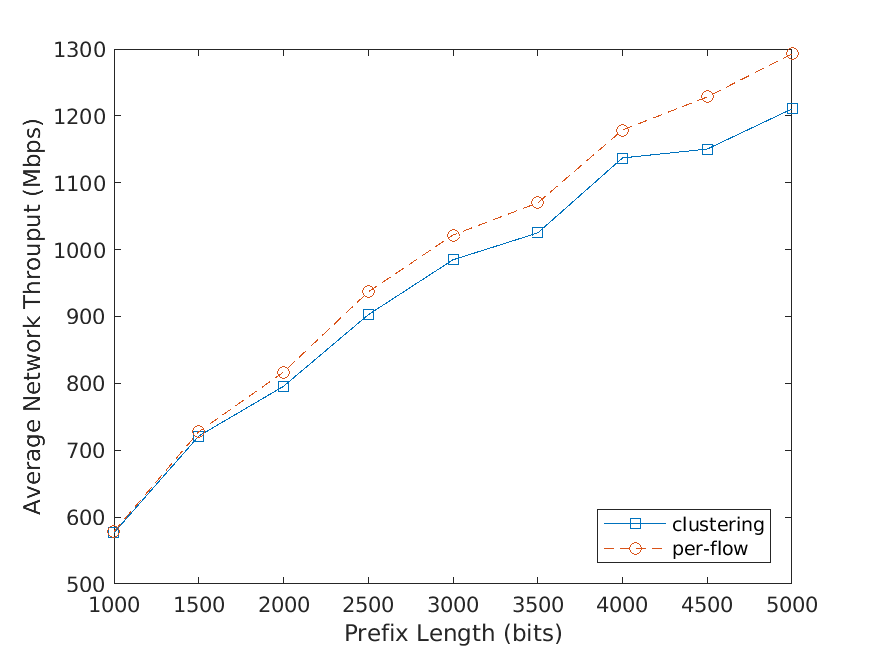 1300
1200
1100
1000
900
800
700
600
500
Average Network Throuput (Mbps)
clustering
per-flow
1000 1500 2000 2500 3000 3500 4000 4500 5000
Prefix Length (bits)